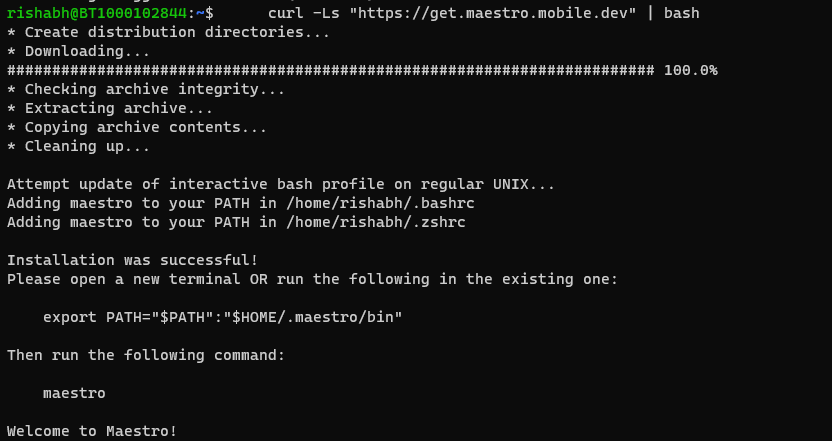 rishabh@BT1000102844:~$ curl -Ls "https://get.maestro.mobile.dev" | bash
* Create distribution directories...
* Downloading...
######################################################################## 100.0%
* Checking archive integrity...
* Extracting archive...
* Copying archive contents...
* Cleaning up...
Attempt update of interactive bash profile on regular UNIX...
Adding maestro to your PATH in /home/rishabh/.bashrc
Adding maestro to your PATH in /home/rishabh/.zshrc
Installation was successful!
Please open a new terminal OR run the following in the existing one:
export PATH="$PATH":"$HOME/.maestro/bin"
Then run the following command:
maestro
Welcome to Maestro!